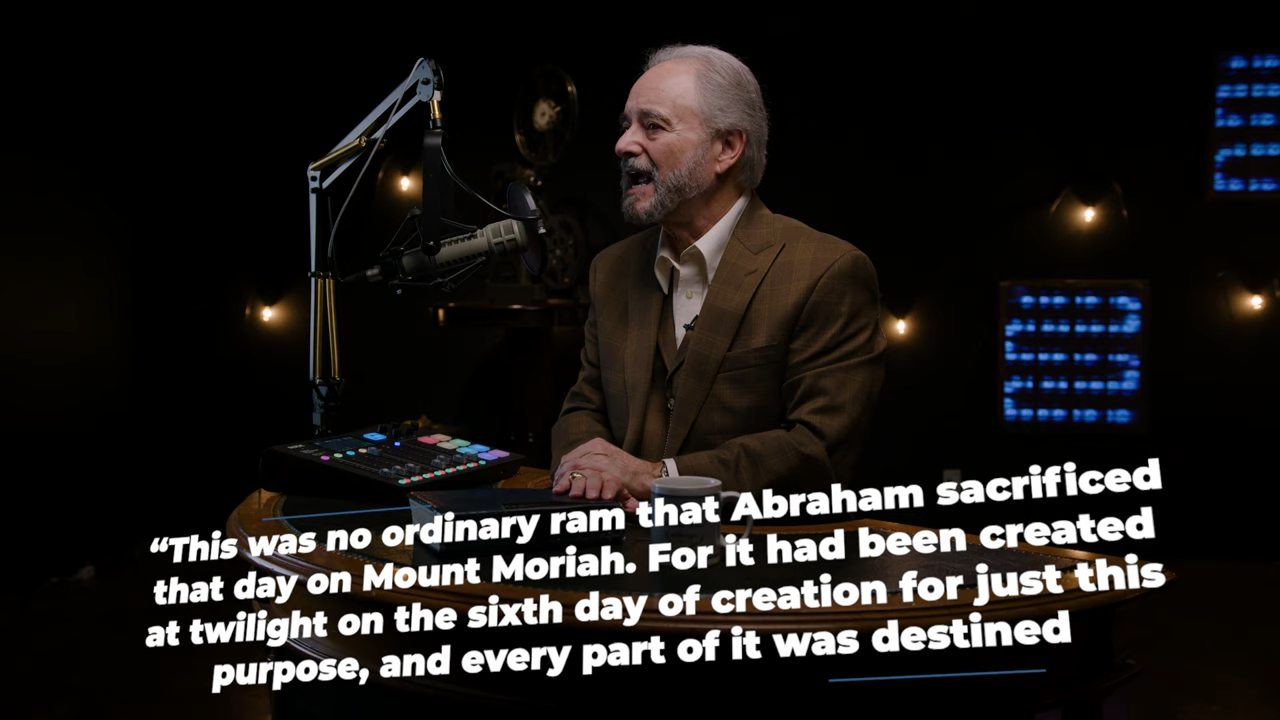 “This was no ordinary ram that Abraham sacrificed
that day on Mount Moriah. For it had been created
at twilight on the sixth day of creation for just this
purpose, and every part of it was destined